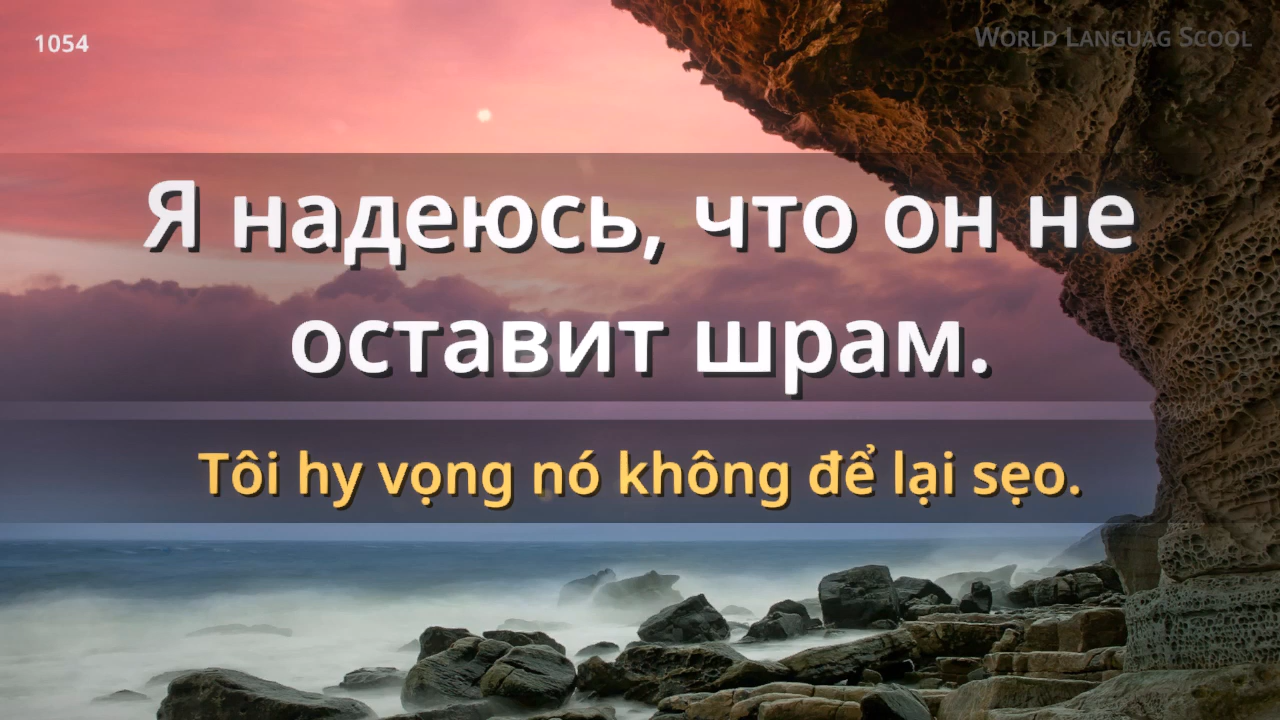 1054
World Languag Scool
Я надеюсь, что он не
оставит шрам.
Tôi hy vọng nó không để lại sẹo.